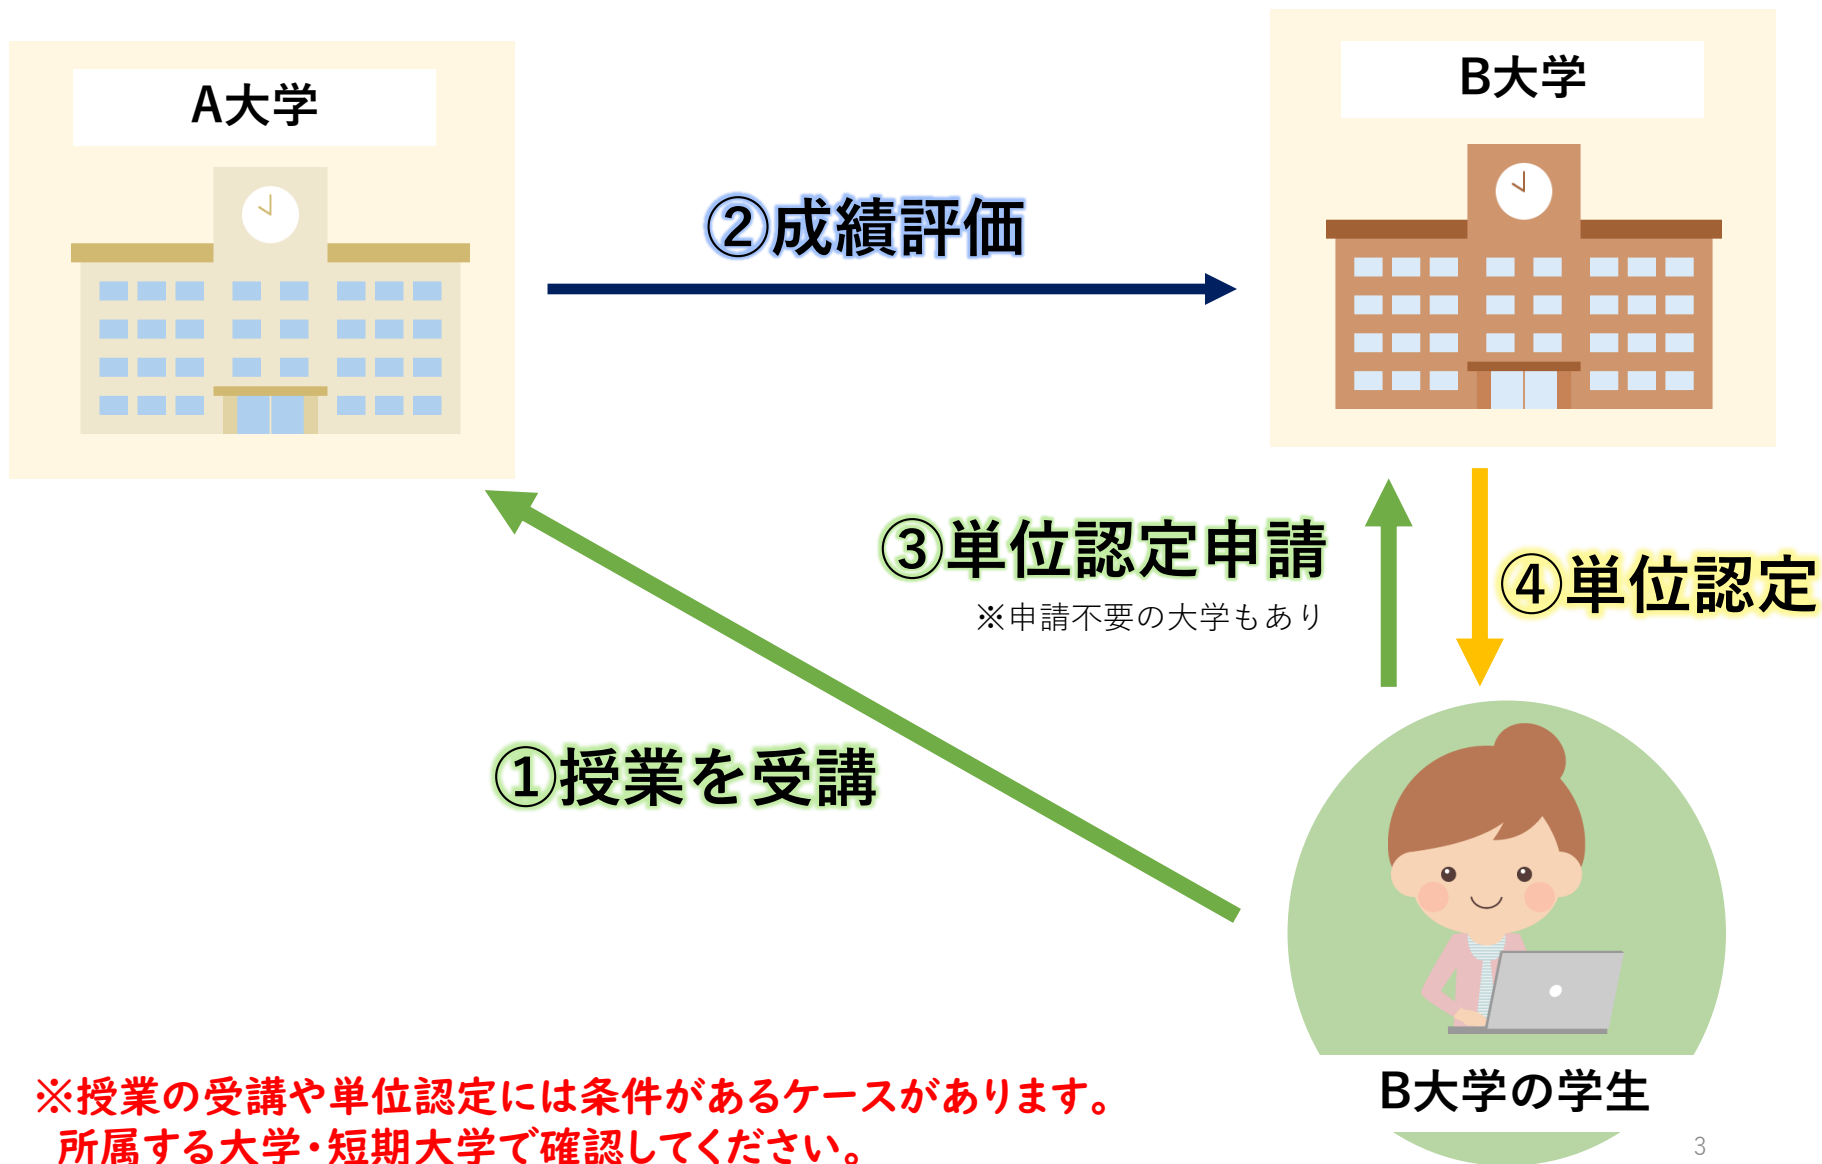 A大学
B大学
②成績評価
③単位認定申請
※申請不要の大学もあり
④単位認定
①授業を受講
B大学の学生
※授業の受講や単位認定には条件があるケースがあります。
所属する大学・短期大学で確認してください。
3